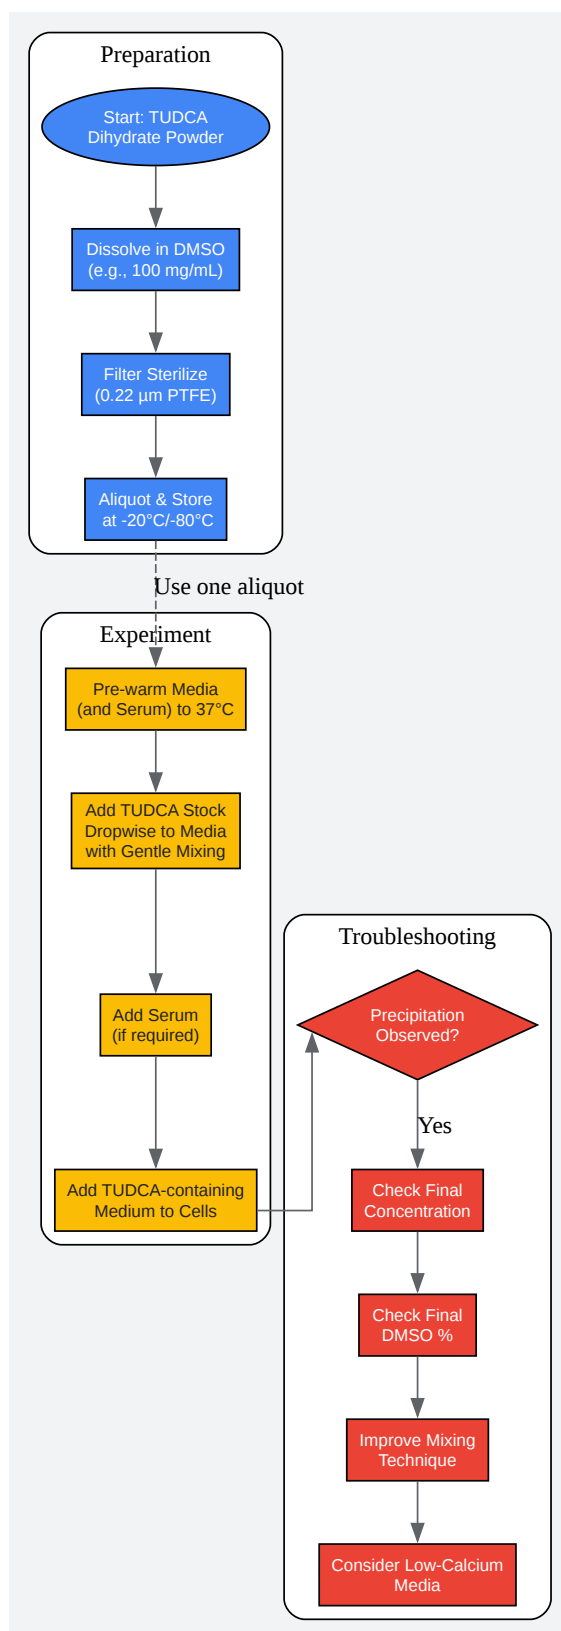 Preparation
Start: TUDCA
Dihydrate Powder
Dissolve in DMSO
(e.g., 100 mg/mL)
Filter Sterilize
(0.22 µm PTFE)
Aliquot & Store
at -20°C/-80°C
Use one aliquot
Experiment
Pre-warm Media
(and Serum) to 37°C
Add TUDCA Stock
Dropwise to Media
with Gentle Mixing
Add Serum
(if required)
Add TUDCA-containing
Medium to Cells
Troubleshooting
Precipitation
Observed?
Yes
Check Final
Concentration
Check Final
DMSO %
Improve Mixing
Technique
Consider Low-Calcium
Media